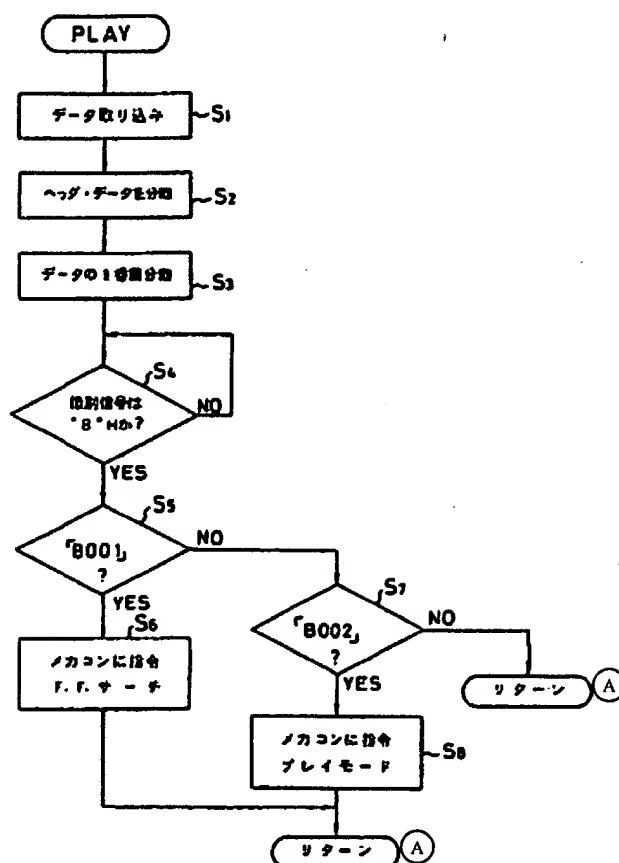 PLAY
データ取り込み S1
ヘッダ・データを分離 S2
データの1番目分離 S3
S4
識別信号は
"B"Hか?
NO
YES
S5
「B001」
?
NO
YES
S6
メカコンに指令
F.F.サーチ
S7
「B002」
?
NO
リターン A
YES
メカコンに指令
プレイモード
S8
リターン A